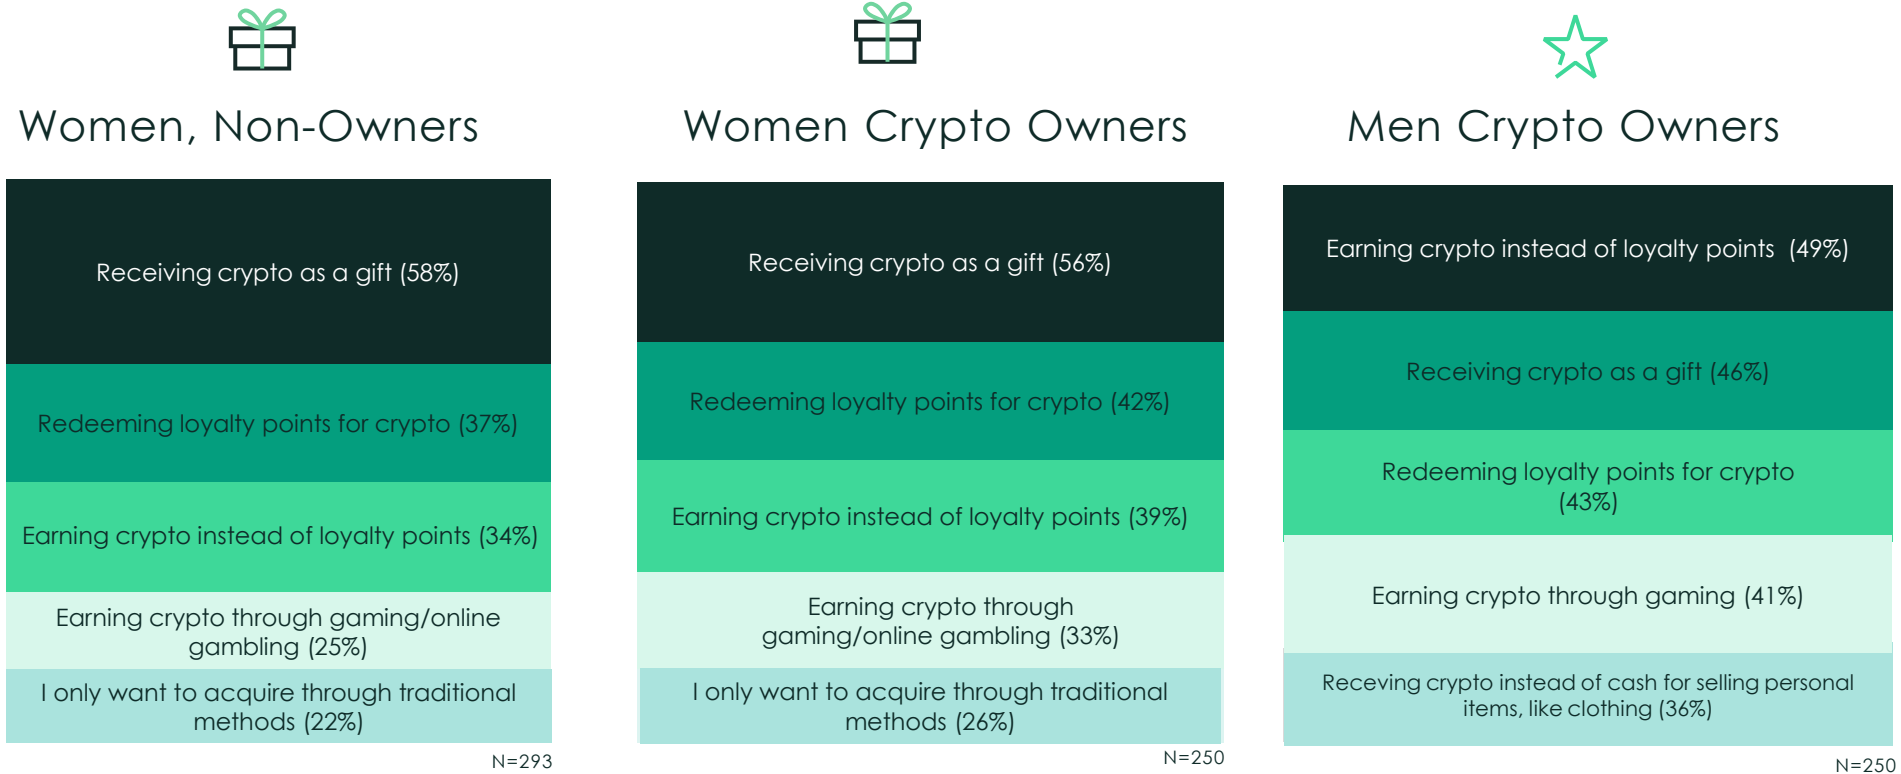 Women, Non-Owners
Receiving crypto as a gift (58%)
Redeeming loyalty points for crypto (37%)
Earning crypto instead of loyalty points (34%)
Earning crypto through gaming/online
gambling (25%)
I only want to acquire through traditional
methods (22%)
N=293
Women Crypto Owners
Receiving crypto as a gift (56%)
Redeeming loyalty points for crypto (42%)
Earning crypto instead of loyalty points (39%)
Earning crypto through
gaming/online gambling (33%)
I only want to acquire through traditional
methods (26%)
N=250
Men Crypto Owners
Earning crypto instead of loyalty points (49%)
Receiving crypto as a gift (46%)
Redeeming loyalty points for crypto
(43%)
Earning crypto through gaming (41%)
Receving crypto instead of cash for selling personal
items, like clothing (36%)
N=250